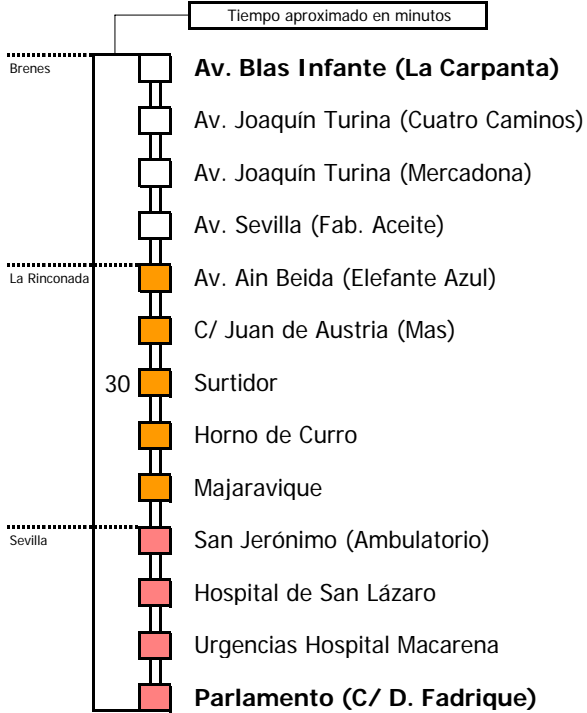 Tiempo aproximado en minutos
Brenes
Av. Blas Infante (La Carpanta)
Av. Joaquín Turina (Cuatro Caminos)
Av. Joaquín Turina (Mercadona)
Av. Sevilla (Fab. Aceite)
La Rinconada
Av. Ain Beida (Elefante Azul)
C/ Juan de Austria (Mas)
30
Surtidor
Horno de Curro
Majaravique
Sevilla
San Jerónimo (Ambulatorio)
Hospital de San Lázaro
Urgencias Hospital Macarena
Parlamento (C/ D. Fadrique)